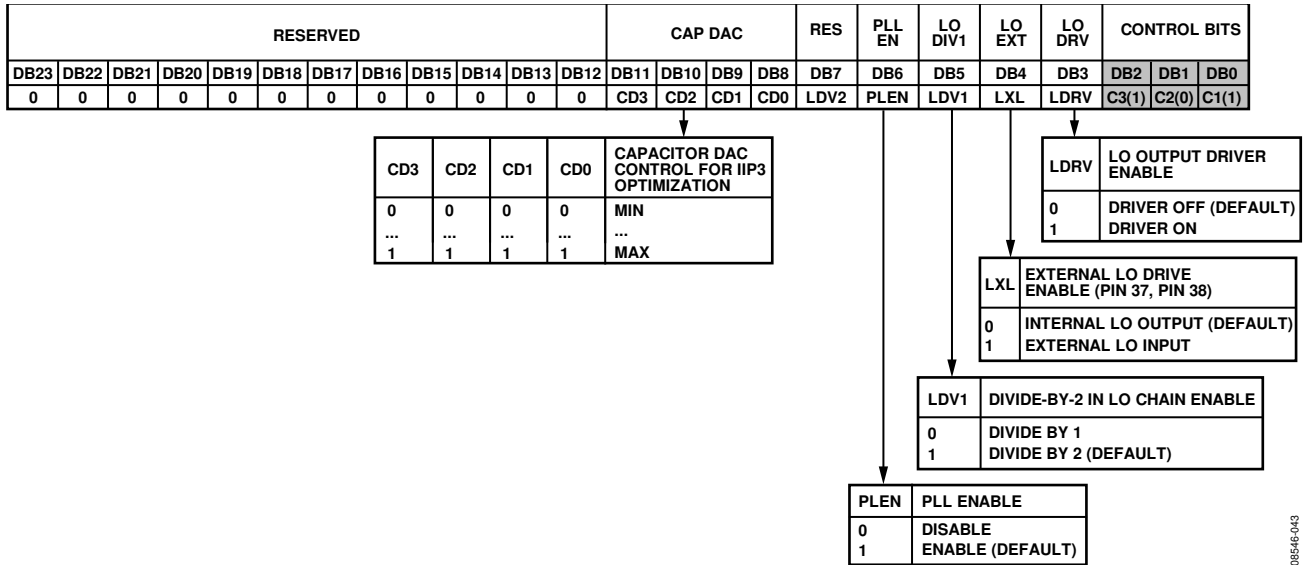 RESERVED CAP DAC RES PLL EN LO DIV1 LO EXT LO DRV CONTROL BITS
DB23 DB22 DB21 DB20 DB19 DB18 DB17 DB16 DB15 DB14 DB13 DB12 DB11 DB10 DB9 DB8 DB7 DB6 DB5 DB4 DB3 DB2 DB1 DB0
0 0 0 0 0 0 0 0 0 0 0 0 CD3 CD2 CD1 CD0 LDV2 PLEN LDV1 LXL LDRV C3(1) C2(0) C1(1)
CD3 CD2 CD1 CD0 CAPACITOR DAC CONTROL FOR IIP3 OPTIMIZATION
0 0 0 0 MIN
... ... ... ... ...
1 1 1 1 MAX
LDRV LO OUTPUT DRIVER ENABLE
0 DRIVER OFF (DEFAULT)
1 DRIVER ON
LXL EXTERNAL LO DRIVE ENABLE (PIN 37, PIN 38)
0 INTERNAL LO OUTPUT (DEFAULT)
1 EXTERNAL LO INPUT
LDV1 DIVIDE-BY-2 IN LO CHAIN ENABLE
0 DIVIDE BY 1
1 DIVIDE BY 2 (DEFAULT)
PLEN PLL ENABLE
0 DISABLE
1 ENABLE (DEFAULT)
08546-043